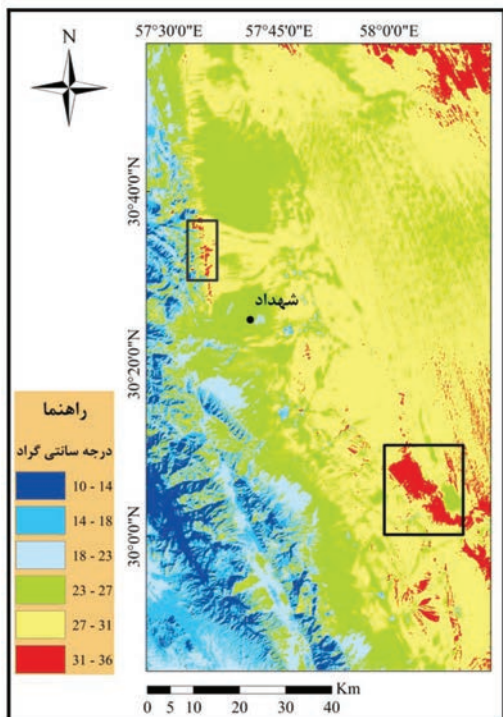 N
57°30'0"E 57°45'0"E 58°0'0"E
30°40'0"N
30°20'0"N
30°0'0"N
شهداد
راهنما
درجه سانتی گراد
10 - 14
14 - 18
18 - 23
23 - 27
27 - 31
31 - 36
Km
0 5 10 20 30 40